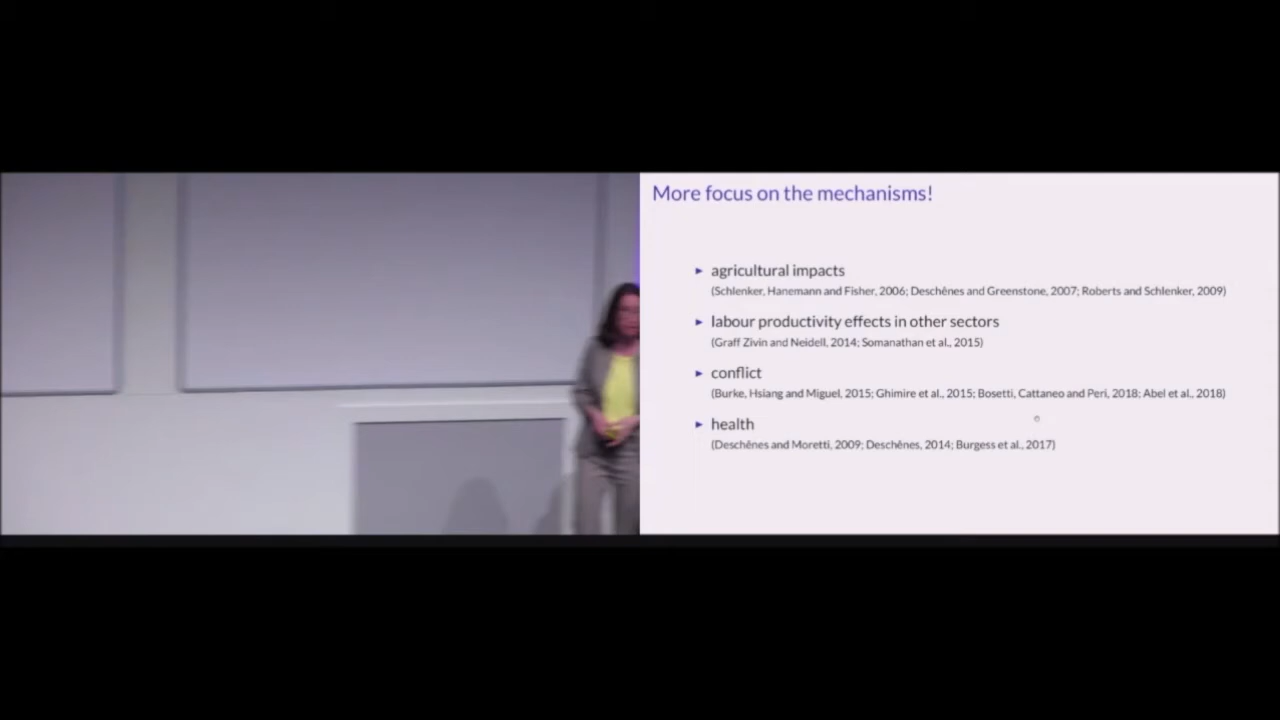 More focus on the mechanisms!
► agricultural impacts
(Schlenker, Hanemann and Fisher, 2006; Deschênes and Greenstone, 2007; Roberts and Schlenker, 2009)
► labour productivity effects in other sectors
(Graff Zivin and Neidell, 2014; Somanathan et al., 2015)
► conflict
(Burke, Hsiang and Miguel, 2015; Ghimire et al., 2015; Bosetti, Cattaneo and Peri, 2018; Abel et al., 2018)
► health
(Deschênes and Moretti, 2009; Deschênes, 2014; Burgess et al., 2017)